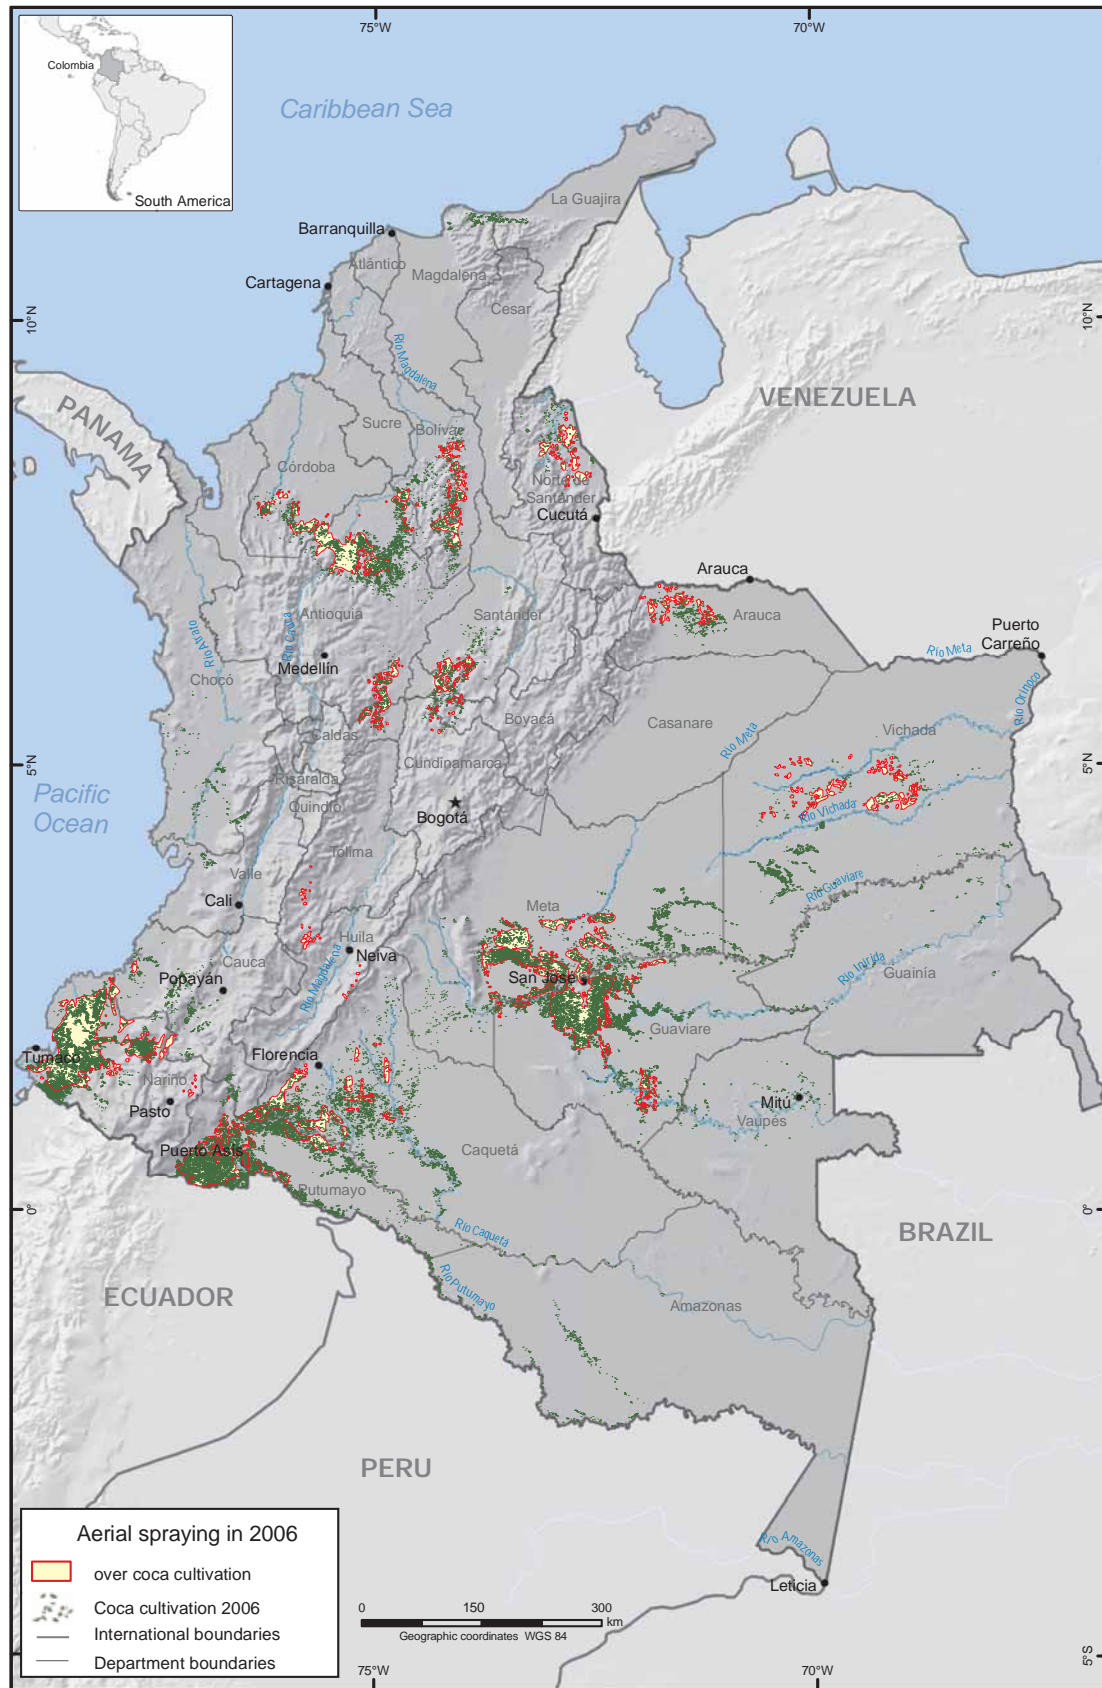 75°W
70°W
Colombia
South America
Caribbean Sea
La Guajira
Barranquilla
Atlántico
Magdalena
Cartagena
Cesar
10°N
10°N
Río Magdalena
PANAMA
VENEZUELA
Sucre
Bolívar
Córdoba
Norte de
Santander
Cucutá
Arauca
Antioquia
Santander
Arauca
Puerto
Carreño
Río Atrato
Río Cauca
Medellín
Río Meta
Chocó
Río Orinoco
Boyacá
Casanare
Vichada
Caldas
Río Meta
5°N
Cundinamarca
5°N
Risaralda
Pacific
Ocean
Quindío
Bogotá
Río Vichada
Tolima
Valle
Río Guaviare
Cali
Meta
Huila
Neiva
Cauca
Popayán
San José
Río Inírida
Guainía
Río Magdalena
Guaviare
Tumaco
Florencia
Nariño
Pasto
Mitú
Vaupés
Puerto Asís
Caquetá
Putumayo
0°
0°
Río Caquetá
BRAZIL
Río Putumayo
ECUADOR
Amazonas
PERU
Aerial spraying in 2006
over coca cultivation
Coca cultivation 2006
International boundaries
Department boundaries
Río Amazonas
Leticia
0 150 300
km
Geographic coordinates WGS 84
5°S
75°W
70°W